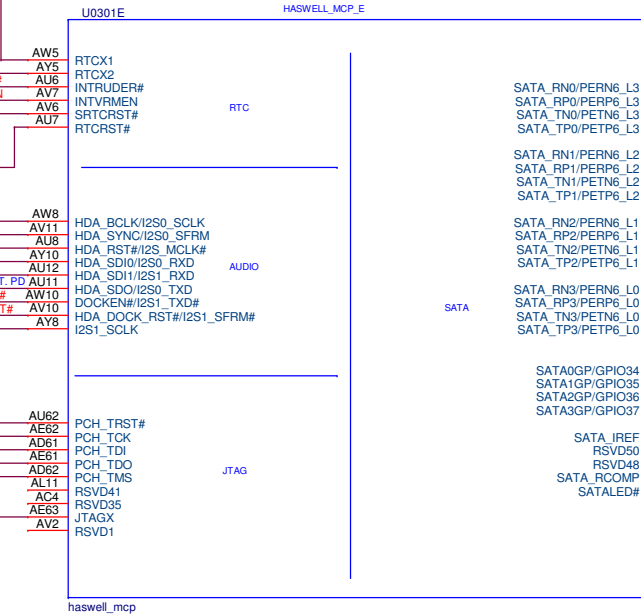 U0301E
HASWELL_MCP_E
AW5 RTCX1
AY5 RTCX2
AU6 INTRUDER#
AV7 INTVRMEN
AV6 SRTCRST#
AU7 RTCRST#
RTC
SATA_RN0/PERN6_L3
SATA_RP0/PERP6_L3
SATA_TN0/PETN6_L3
SATA_TP0/PETP6_L3
SATA_RN1/PERN6_L2
SATA_RP1/PERP6_L2
SATA_TN1/PETN6_L2
SATA_TP1/PETP6_L2
AW8 HDA_BCLK/I2S0_SCLK
AV11 HDA_SYNC/I2S0_SFRM
AU8 HDA_RST#/I2S_MCLK#
AY10 HDA_SDI0/I2S0_RXD
AU12 HDA_SDI1/I2S1_RXD
T. PD AU11 HDA_SDO/I2S0_TXD
# AW10 DOCKEN#/I2S1_TXD#
T# AV10 HDA_DOCK_RST#/I2S1_SFRM#
AY8 I2S1_SCLK
AUDIO
SATA_RN2/PERN6_L1
SATA_RP2/PERP6_L1
SATA_TN2/PETN6_L1
SATA_TP2/PETP6_L1
SATA_RN3/PERN6_L0
SATA_RP3/PERP6_L0
SATA_TN3/PETN6_L0
SATA_TP3/PETP6_L0
SATA
SATA0GP/GPIO34
SATA1GP/GPIO35
SATA2GP/GPIO36
SATA3GP/GPIO37
AU62 PCH_TRST#
AE62 PCH_TCK
AD61 PCH_TDI
AE61 PCH_TDO
AD62 PCH_TMS
AL11 RSVD41
AC4 RSVD35
AE63 JTAGX
AV2 RSVD1
JTAG
SATA_IREF
RSVD50
RSVD48
SATA_RCOMP
SATALED#
haswell_mcp